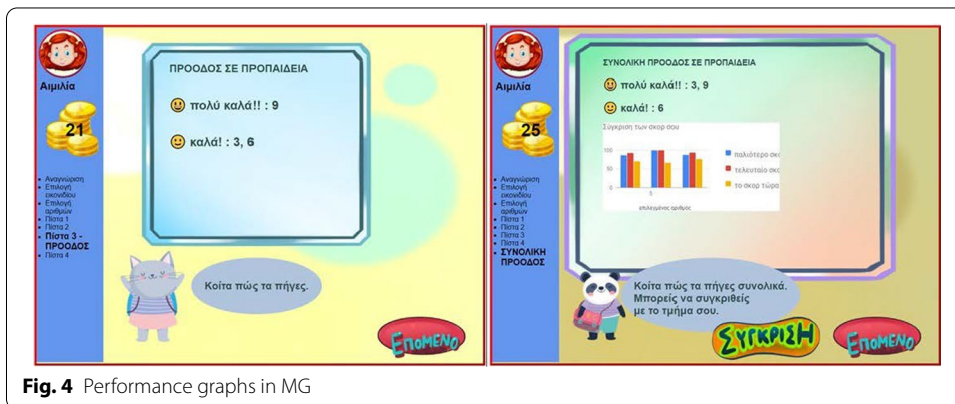 Αιμιλία
21
• Αναγνώριση
• Επιλογή
εικονιδίου
• Επιλογή
αριθμών
• Πίστα 1
• Πίστα 2
• Πίστα 3 -
ΠΡΟΟΔΟΣ
• Πίστα 4
ΠΡΟΟΔΟΣ ΣΕ ΠΡΟΠΑΙΔΕΙΑ
πολύ καλά!! : 9
καλά! : 3, 6
Κοίτα πώς τα πήγες.
ΕΠΟΜΕΝΟ
Αιμιλία
25
• Αναγνώριση
• Επιλογή
εικονιδίου
• Επιλογή
αριθμών
• Πίστα 1
• Πίστα 2
• Πίστα 3
• Πίστα 4
• ΣΥΝΟΛΙΚΗ
ΠΡΟΟΔΟΣ
ΣΥΝΟΛΙΚΗ ΠΡΟΟΔΟΣ ΣΕ ΠΡΟΠΑΙΔΕΙΑ
πολύ καλά!! : 3, 9
καλά! : 6
Σύγκριση των σκορ σου
100
50
0
παλιότερο σκο
τελευταίο σκο
το σκορ τώρα
επιλεγμένος αριθμός
Κοίτα πώς τα πήγες συνολικά.
Μπορείς να συγκριθείς
με το τμήμα σου.
ΣΥΓΚΡΙΣΗ
ΕΠΟΜΕΝΟ
Fig. 4 Performance graphs in MG